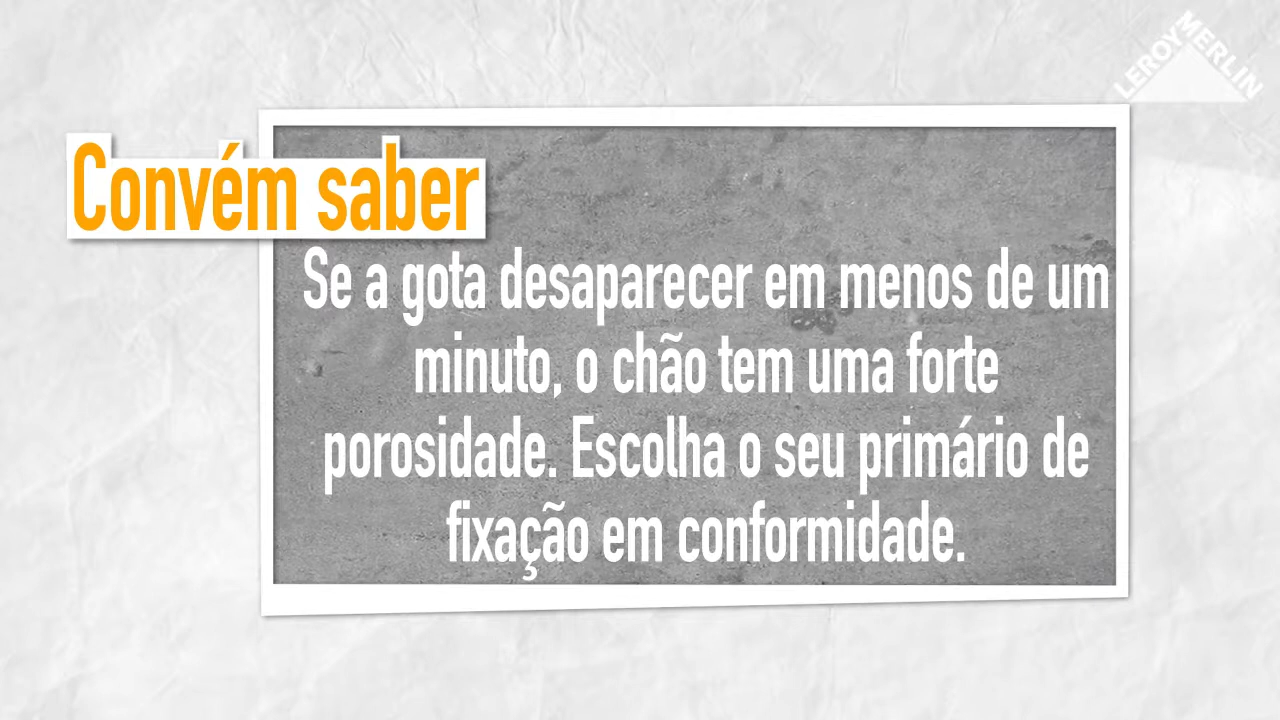 LEROY MERLIN
Convém saber
Se a gota desaparecer em menos de um
minuto, o chão tem uma forte
porosidade. Escolha o seu primário de
fixação em conformidade.